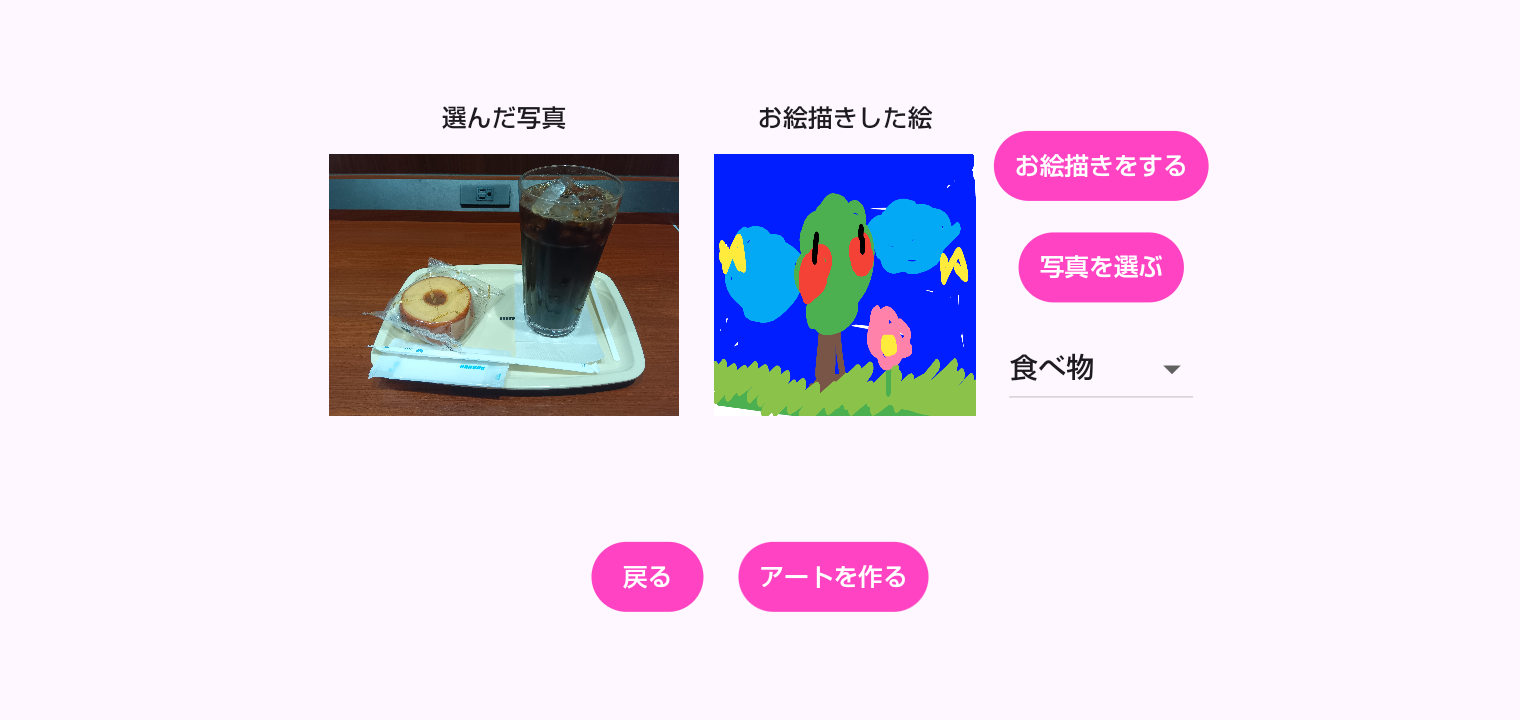 選んだ写真
お絵描きした絵
お絵描きをする
写真を選ぶ
食べ物
戻る
アートを作る